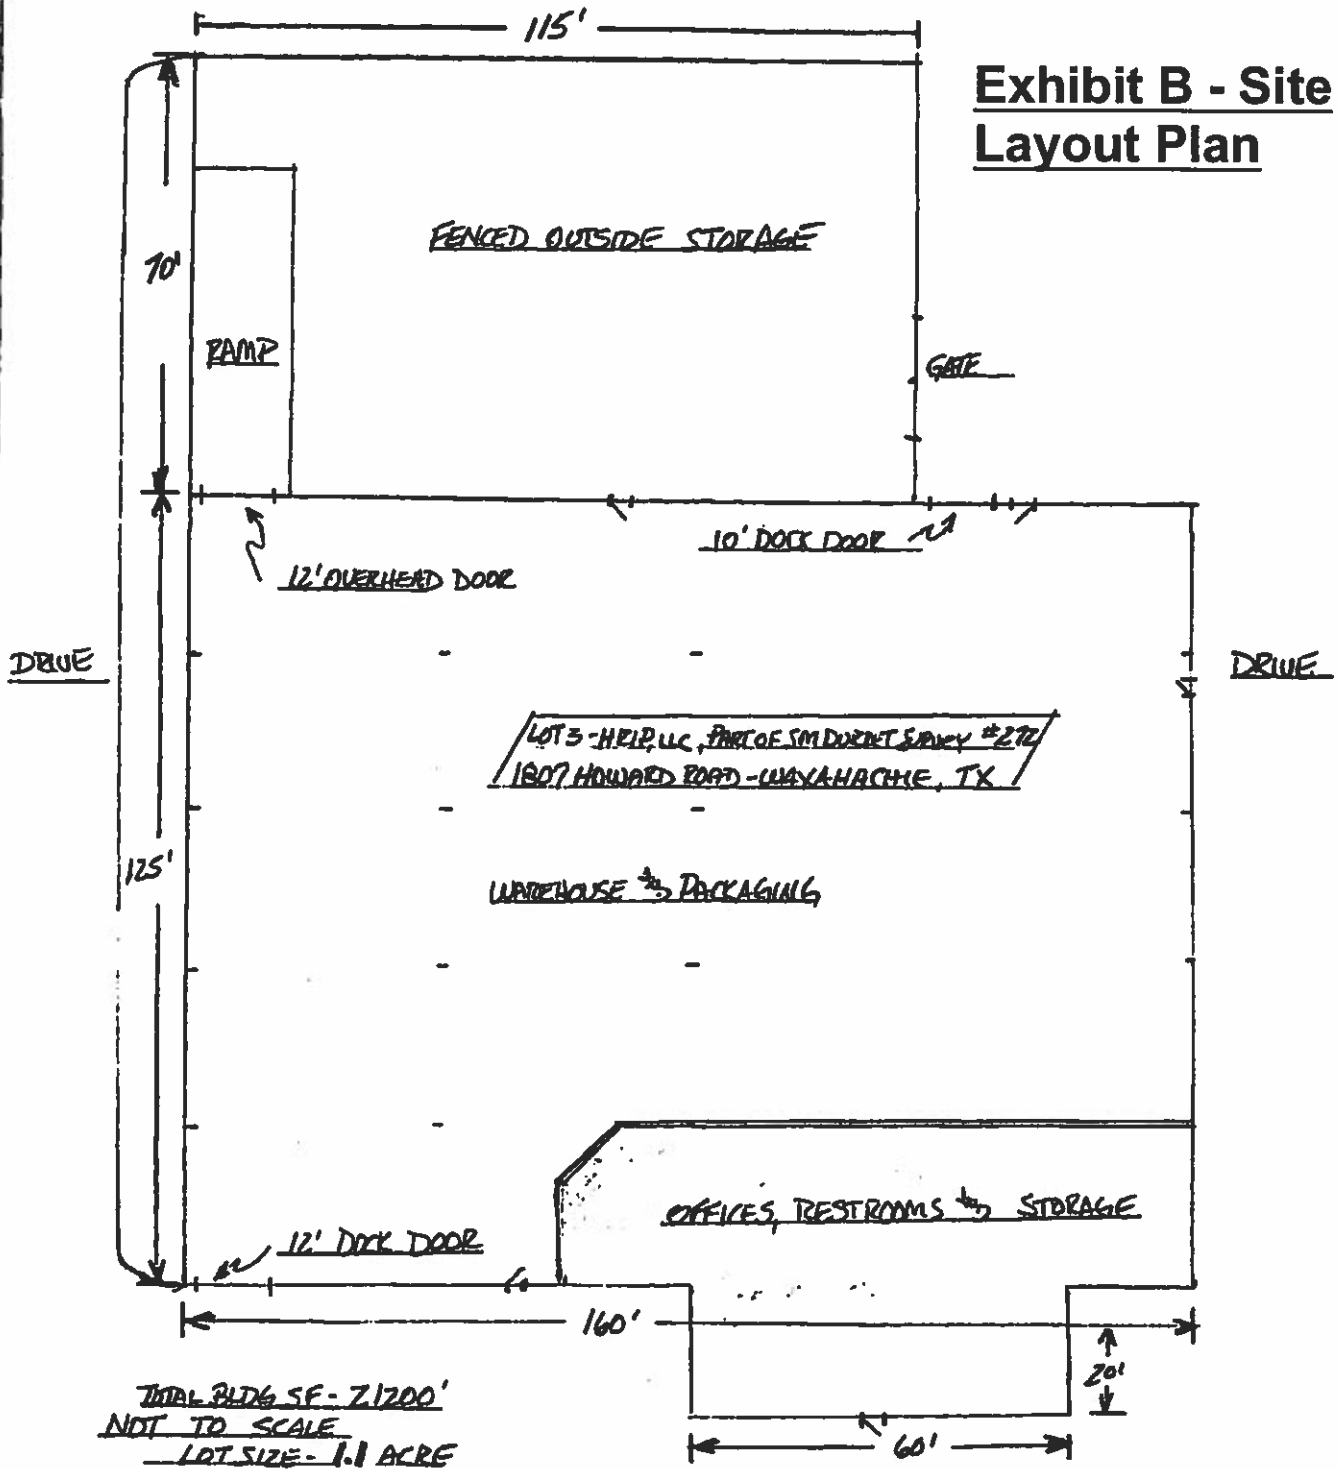 115'
Exhibit B - Site
Layout Plan
FENCED OUTSIDE STORAGE
70'
RAMP
GATE
10' DOCK DOOR
12' OVERHEAD DOOR
DRIVE
DRIVE
LOT 3 - HRIP, LLC, PART OF SM DURRET SURVEY #272
1807 HOWARD ROAD - WAXAHACHIE, TX
125'
WAREHOUSE & PACKAGING
OFFICES, RESTROOMS & STORAGE
12' DOCK DOOR
160'
20'
TOTAL BLDG SF - 21200'
NOT TO SCALE
LOT SIZE - 1.1 ACRE
60'